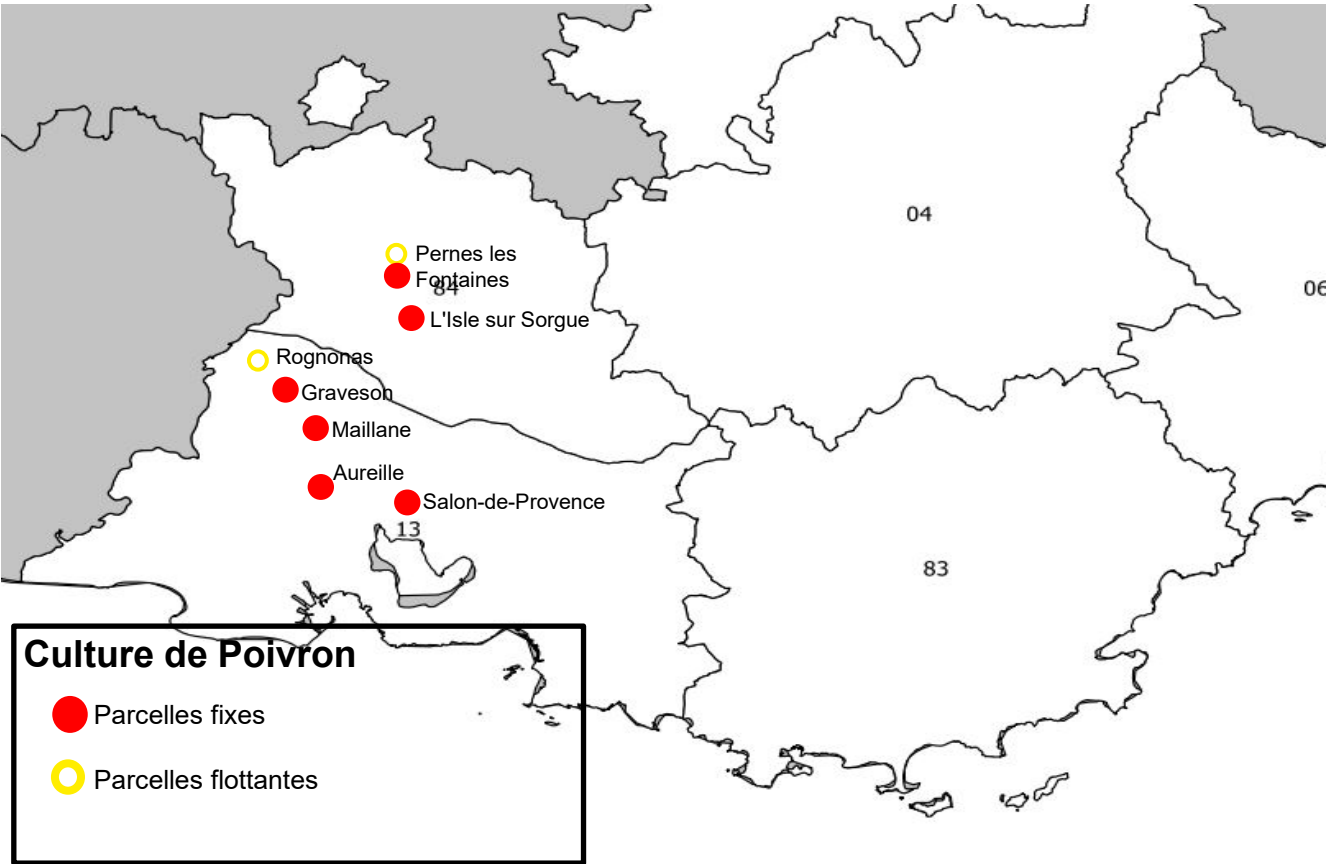 04
Pernes les
Fontaines
84
06
L'Isle sur Sorgue
Rognonas
Graveson
Maillane
Aureille
Salon-de-Provence
13
83
Culture de Poivron
Parcelles fixes
Parcelles flottantes